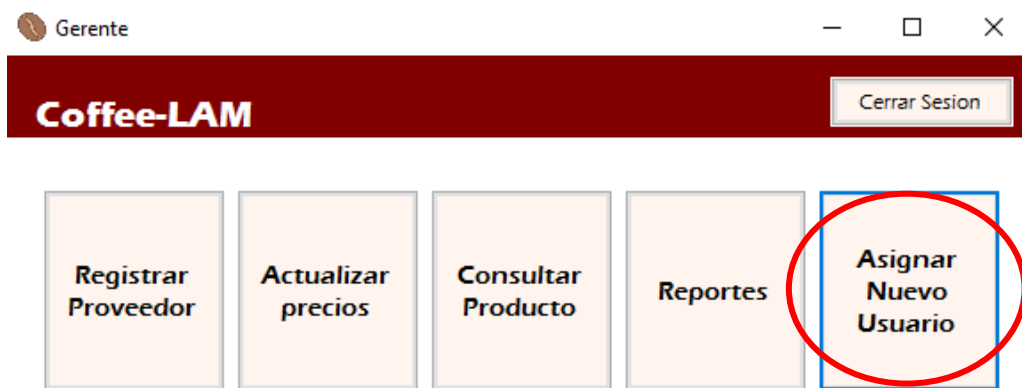 Gerente
Coffee-LAM
Cerrar Sesion
Registrar
Proveedor
Actualizar
precios
Consultar
Producto
Reportes
Asignar
Nuevo
Usuario